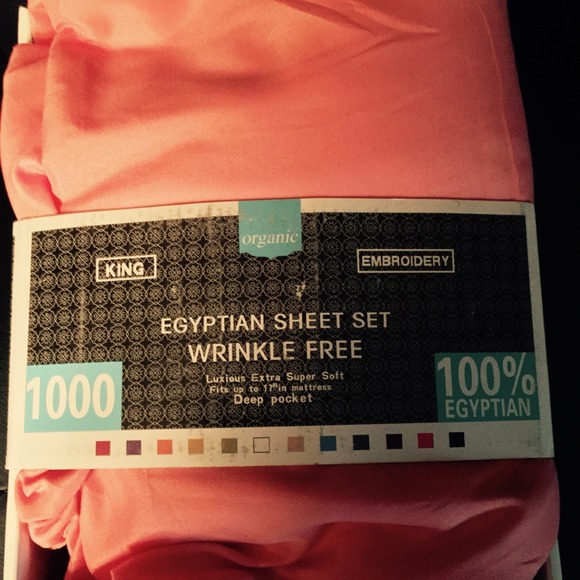 organic
KING
EMBROIDERY
EGYPTIAN SHEET SET
WRINKLE FREE
Luxious Extra Super Soft
Fits up to 17"in mattress
Deep pocket
1000
100%
EGYPTIAN